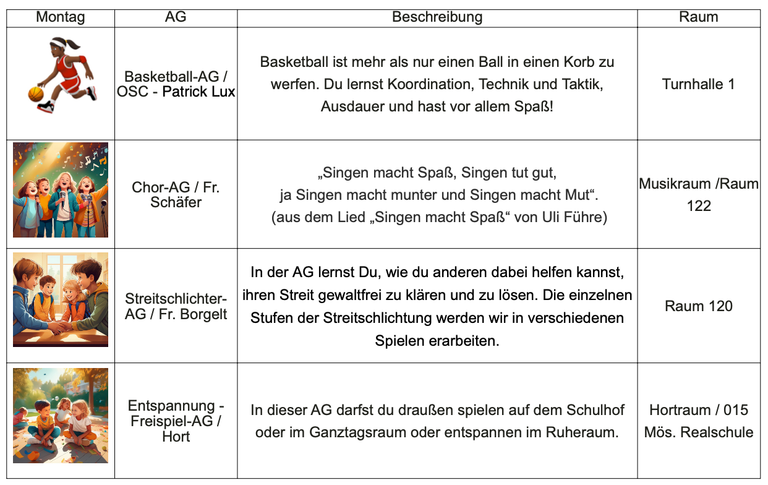 Montag AG Beschreibung Raum
Basketball-AG /
OSC - Patrick Lux
Basketball ist mehr als nur einen Ball in einen Korb zu
werfen. Du lernst Koordination, Technik und Taktik,
Ausdauer und hast vor allem Spaß!
Turnhalle 1
Chor-AG / Fr.
Schäfer
„Singen macht Spaß, Singen tut gut,
ja Singen macht munter und Singen macht Mut“.
(aus dem Lied „Singen macht Spaß“ von Uli Führe)
Musikraum /Raum
122
Streitschlichter-
AG / Fr. Borgelt
In der AG lernst Du, wie du anderen dabei helfen kannst,
ihren Streit gewaltfrei zu klären und zu lösen. Die einzelnen
Stufen der Streitschlichtung werden wir in verschiedenen
Spielen erarbeiten.
Raum 120
Entspannung -
Freispiel-AG /
Hort
In dieser AG darfst du draußen spielen auf dem Schulhof
oder im Ganztagsraum oder entspannen im Ruheraum.
Hortraum / 015
Mös. Realschule